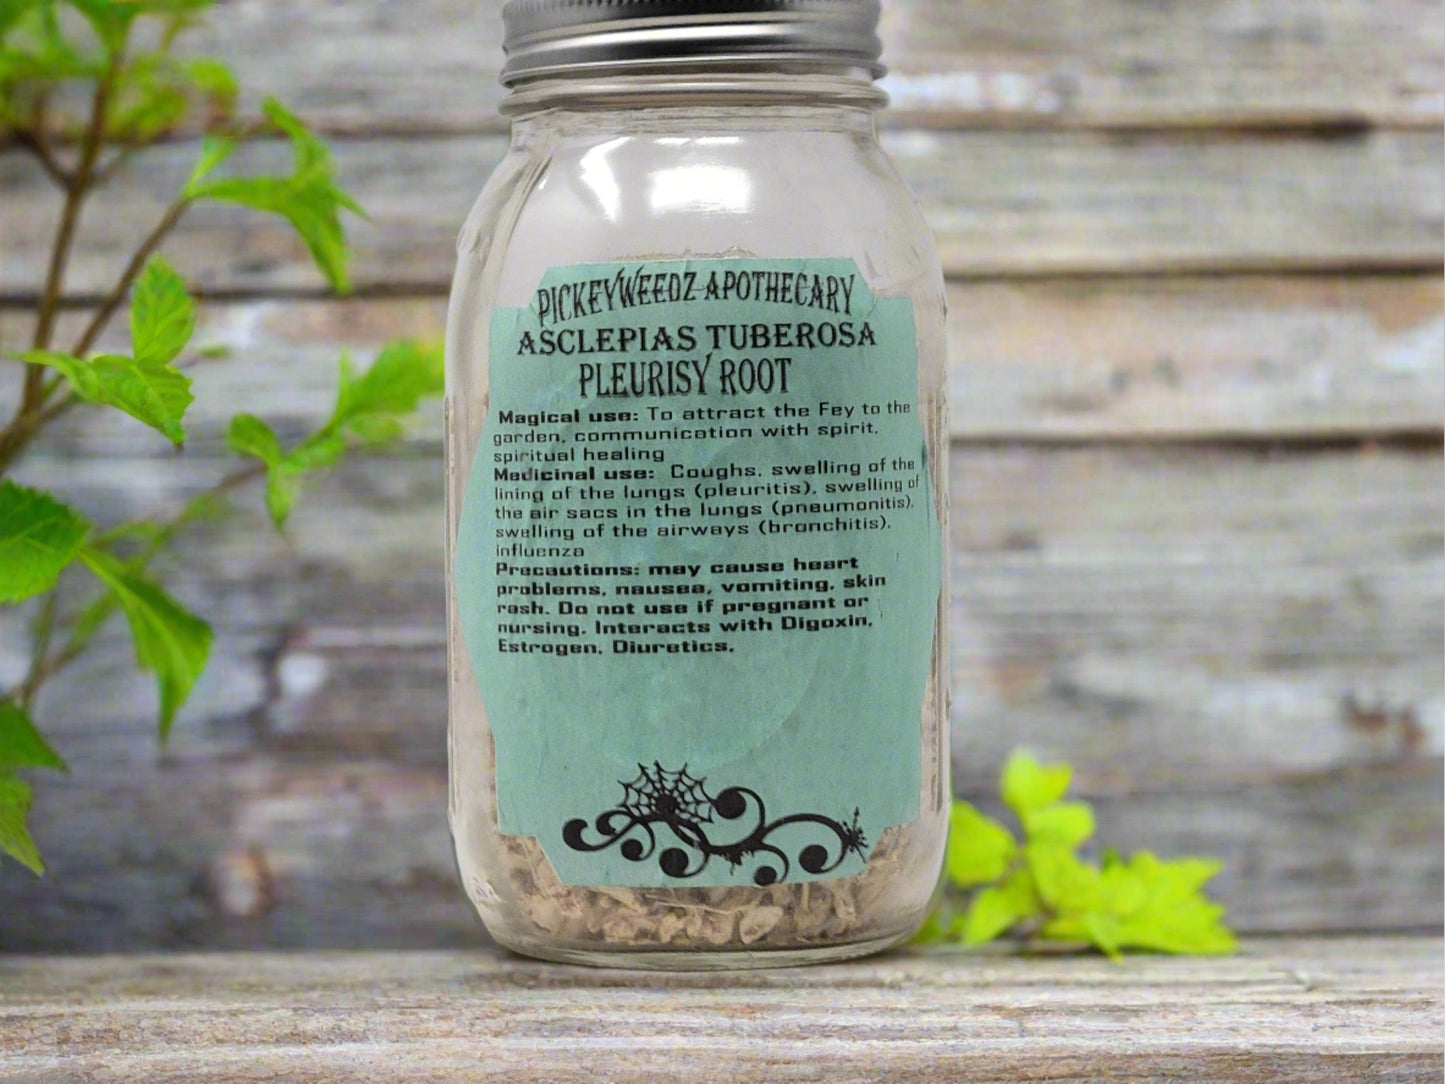 PICKEYWEEDZ APOTHECARY
ASCLEPIAS TUBEROSA
PLEURISY ROOT
Magical use: To attract the Fey to the
garden, communication with spirit,
spiritual healing
Medicinal use: Coughs, swelling of the
lining of the lungs (pleuritis), swelling of
the air sacs in the lungs (pneumonitis),
swelling of the airways (bronchitis),
influenza
Precautions: may cause heart
problems, nausea, vomiting, skin
rash. Do not use if pregnant or
nursing. Interacts with Digoxin,
Estrogen, Diuretics.